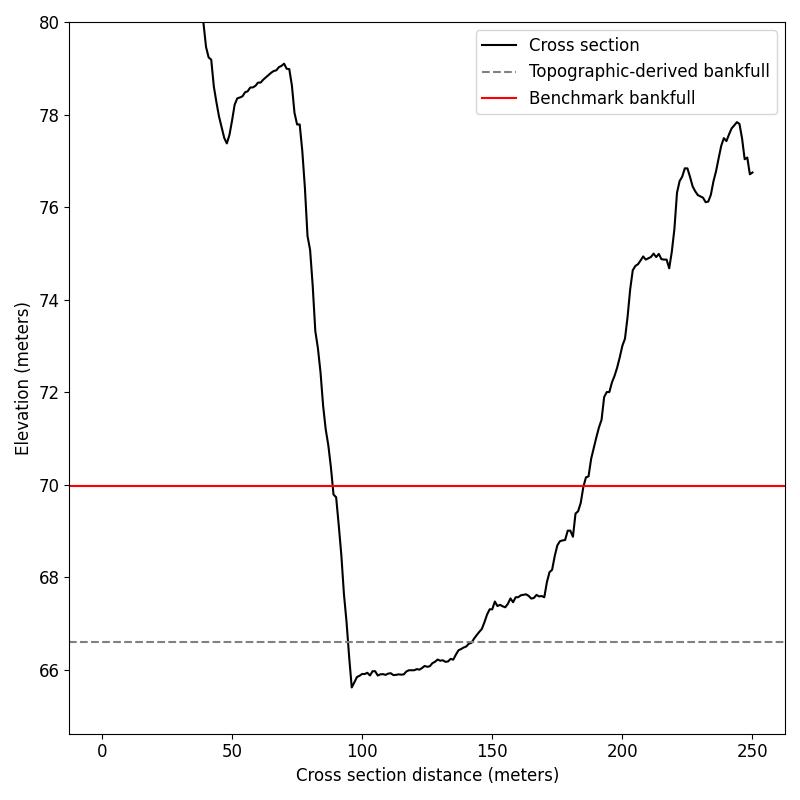 Cross section
Topographic-derived bankfull
Benchmark bankfull
80
78
76
74
72
70
68
66
Elevation (meters)
0 50 100 150 200 250
Cross section distance (meters)